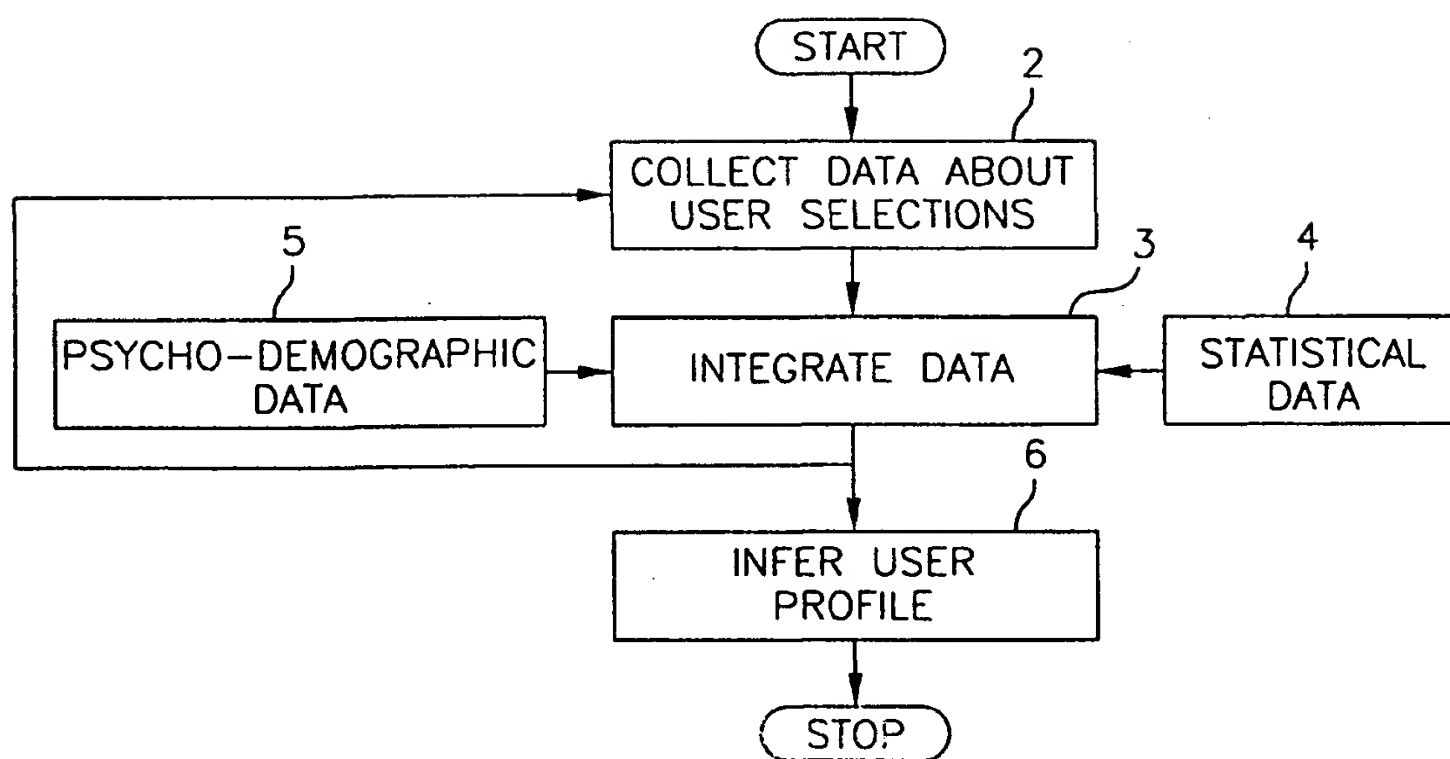 START
2
COLLECT DATA ABOUT
USER SELECTIONS
5
3
4
PSYCHO-DEMOGRAPHIC
DATA
INTEGRATE DATA
STATISTICAL
DATA
6
INFER USER
PROFILE
STOP